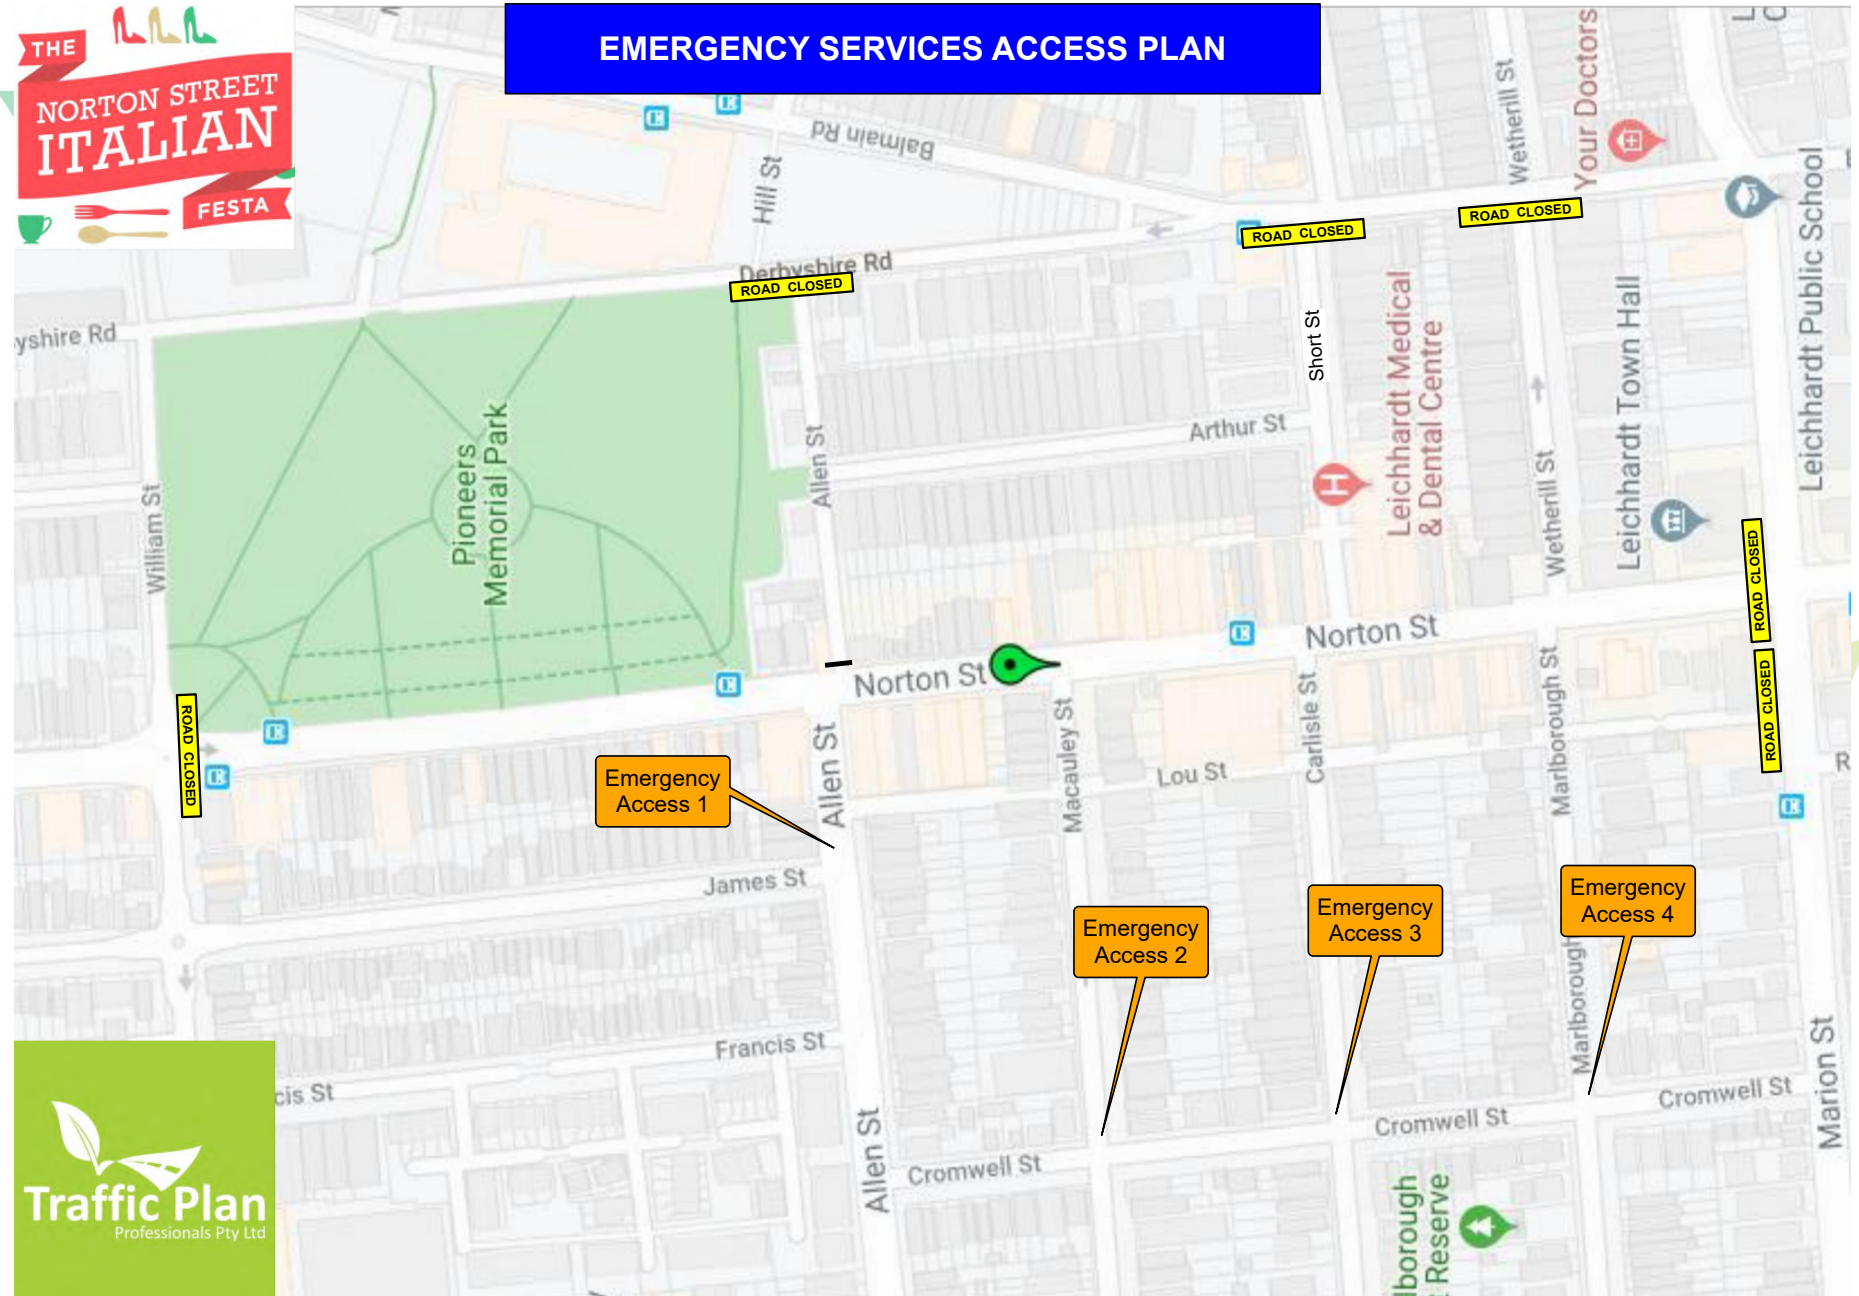 EMERGENCY SERVICES ACCESS PLAN
THE
NORTON STREET
ITALIAN
FESTA
Balmain Rd
Hill St
Wetherill St
Your Doctors
Leichhardt Public School
ROAD CLOSED
ROAD CLOSED
Derbyshire Rd
ROAD CLOSED
yshire Rd
Short St
Leichhardt Medical
& Dental Centre
Leichhardt Town Hall
Arthur St
Allen St
Pioneers
Memorial Park
William St
Wetherill St
H
ROAD CLOSED
Norton St
Norton St
ROAD CLOSED
ROAD CLOSED
Allen St
Macauley St
Carlisle St
Marlborough St
Lou St
R
Emergency
Access 1
James St
Emergency
Access 2
Emergency
Access 3
Emergency
Access 4
Marlborough
Francis St
cis St
Marion St
Allen St
Cromwell St
Cromwell St
Cromwell St
lborough
t Reserve
Traffic Plan
Professionals Pty Ltd